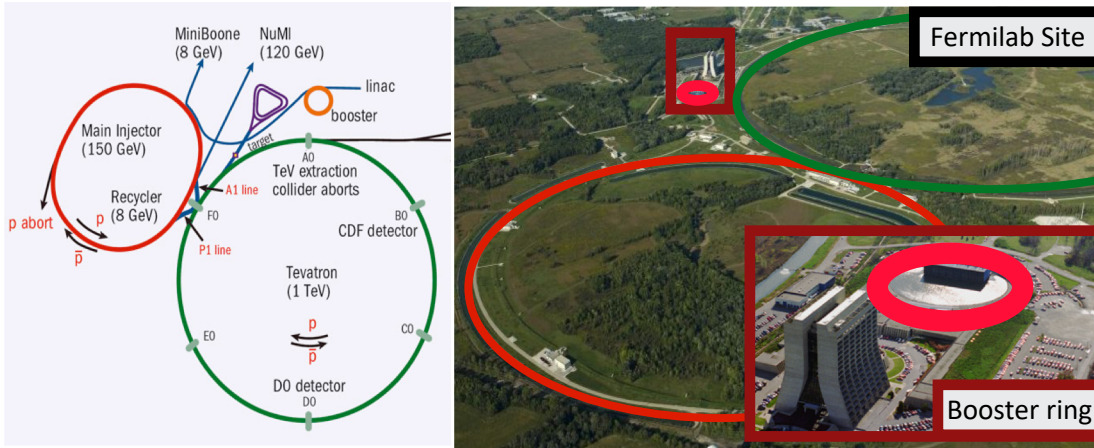 MiniBoone
(8 GeV)
NuMI
(120 GeV)
linac
booster
Main Injector
(150 GeV)
target
A0
TeV extraction
collider aborts
Recycler
(8 GeV)
A1 line
F0
B0
p abort
p
p̄
P1 line
CDF detector
Tevatron
(1 TeV)
E0
C0
p
p̄
DO detector
D0
Fermilab Site
Booster ring